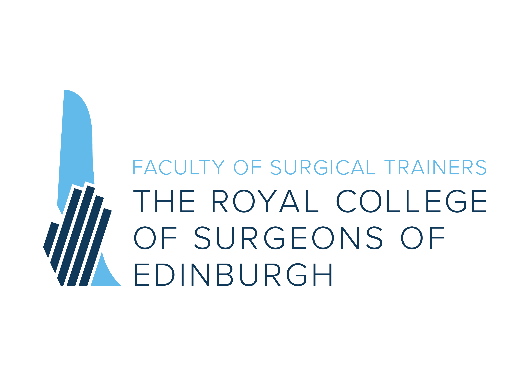 FACULTY OF SURGICAL TRAINERS
THE ROYAL COLLEGE
OF SURGEONS OF
EDINBURGH